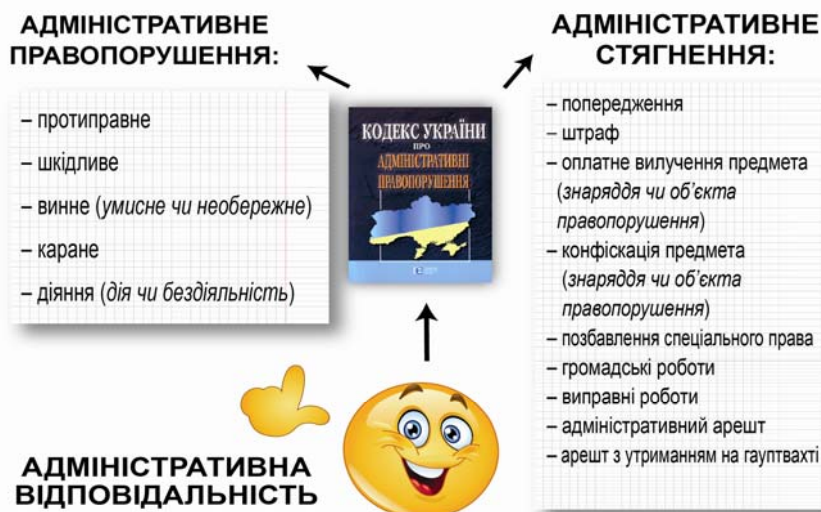 АДМІНІСТРАТИВНЕ
ПРАВОПОРУШЕННЯ:
– протиправне
– шкідливе
– винне (умисне чи необережне)
– каране
– діяння (дія чи бездіяльність)
КОДЕКС УКРАЇНИ
ПРО
АДМІНІСТРАТИВНІ
ПРАВОПОРУШЕННЯ
АДМІНІСТРАТИВНЕ
СТЯГНЕННЯ:
– попередження
– штраф
– оплатне вилучення предмета
(знаряддя чи об’єкта
правопорушення)
– конфіскація предмета
(знаряддя чи об’єкта
правопорушення)
– позбавлення спеціального права
– громадські роботи
– виправні роботи
– адміністративний арешт
– арешт з утриманням на гауптвахті
АДМІНІСТРАТИВНА
ВІДПОВІДАЛЬНІСТЬ